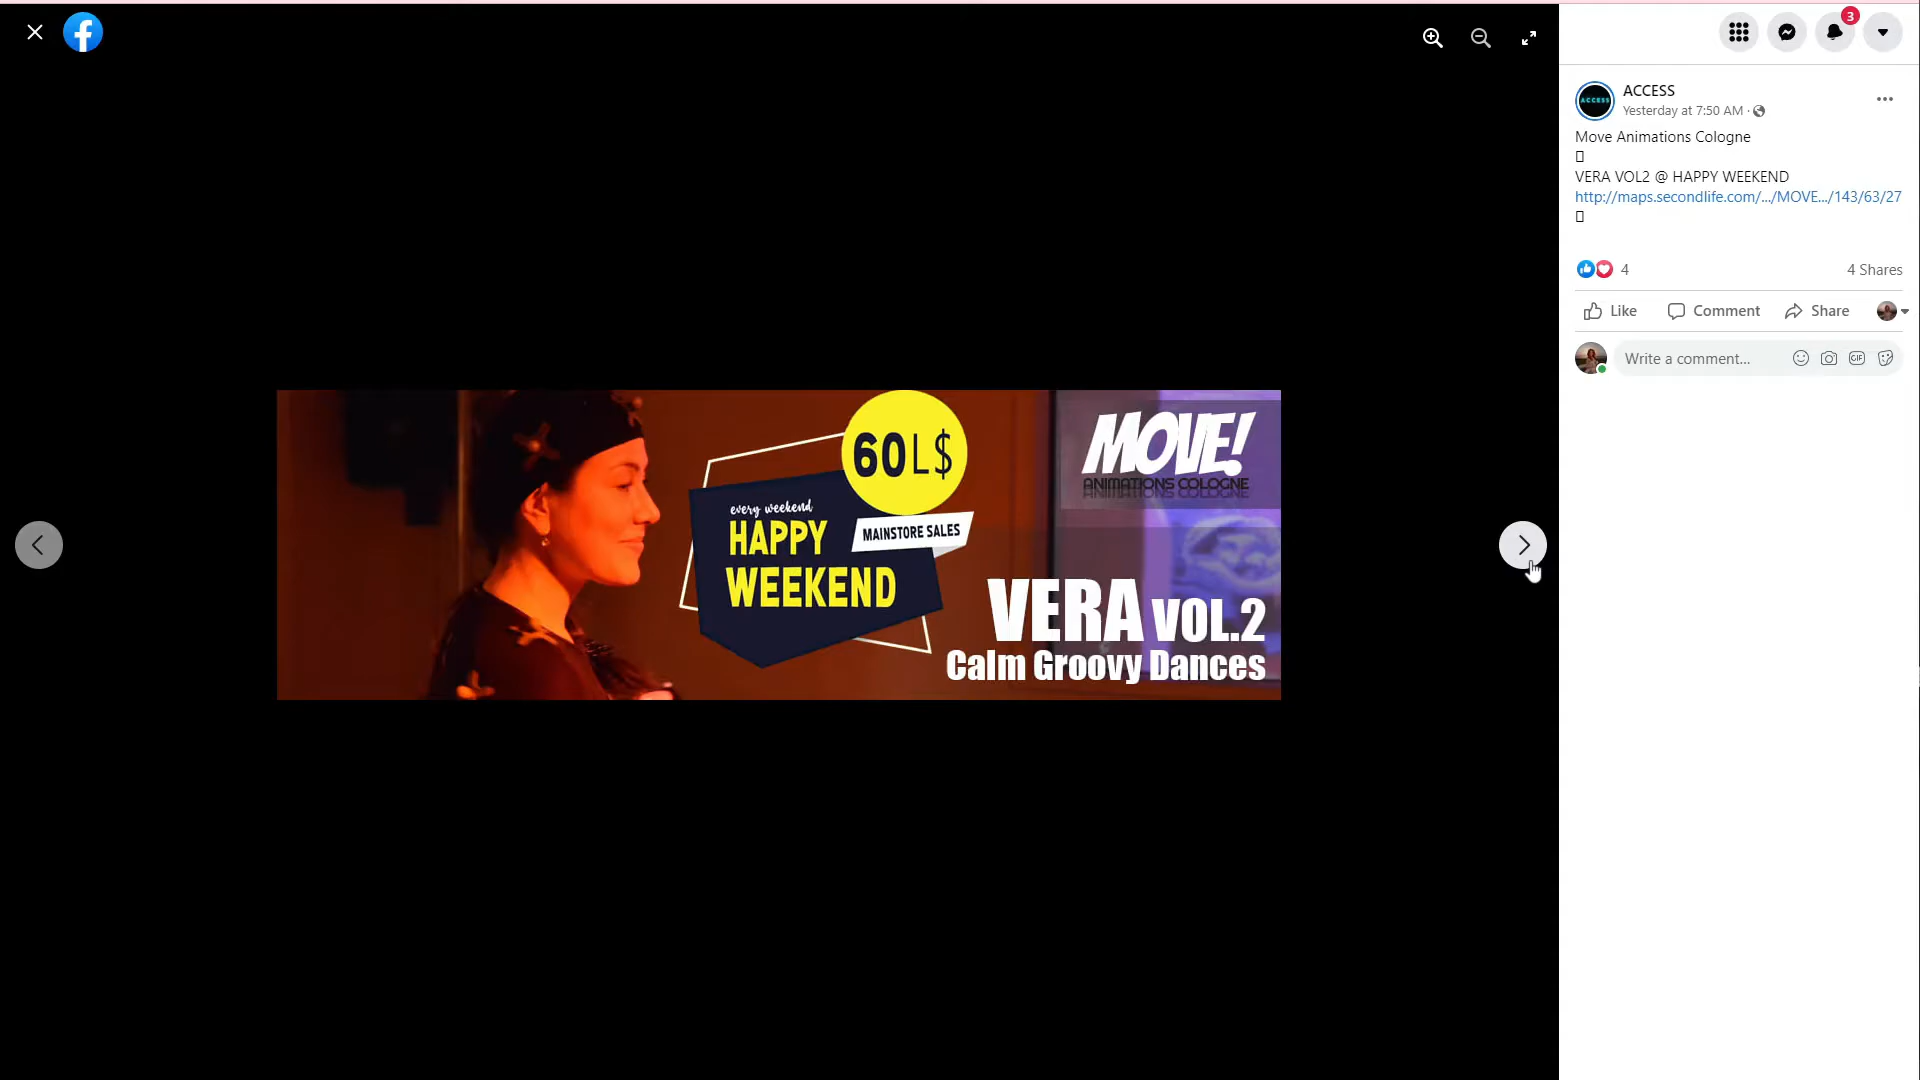 3
ACCESS
ACCESS
Yesterday at 7:50 AM ·
Move Animations Cologne
VERA VOL2 @ HAPPY WEEKEND
http://maps.secondlife.com/.../MOVE.../143/63/27
4
4 Shares
Like Comment Share
Write a comment...
GIF
60L$
every weekend
HAPPY
WEEKEND
MAINSTORE SALES
MOVE!
ANIMATIONS COLOGNE
VERA VOL.2
Calm Groovy Dances